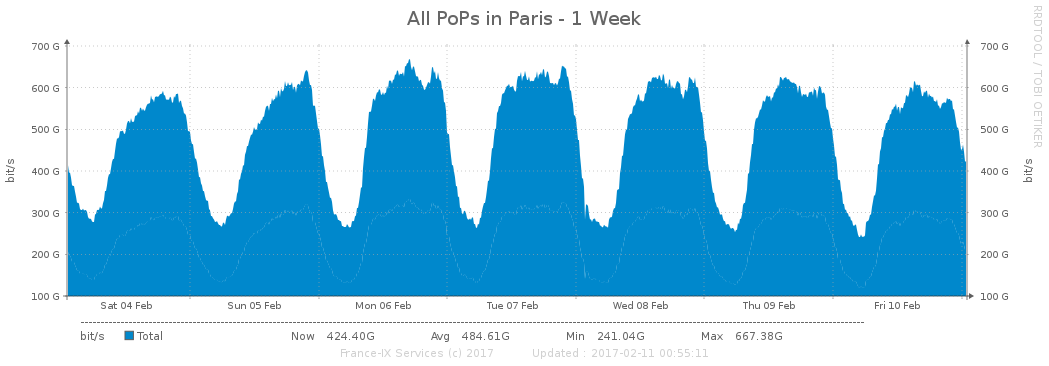 All PoPs in Paris - 1 Week
RRDTOOL / TOBI OETIKER
700 G 700 G
600 G 600 G
500 G 500 G
400 G 400 G
300 G 300 G
200 G 200 G
100 G 100 G
bit/s
bit/s
Sat 04 Feb Sun 05 Feb Mon 06 Feb Tue 07 Feb Wed 08 Feb Thu 09 Feb Fri 10 Feb
bit/s Total Now 424.40G Avg 484.61G Min 241.04G Max 667.38G
France-IX Services (c) 2017 Updated : 2017-02-11 00:55:11